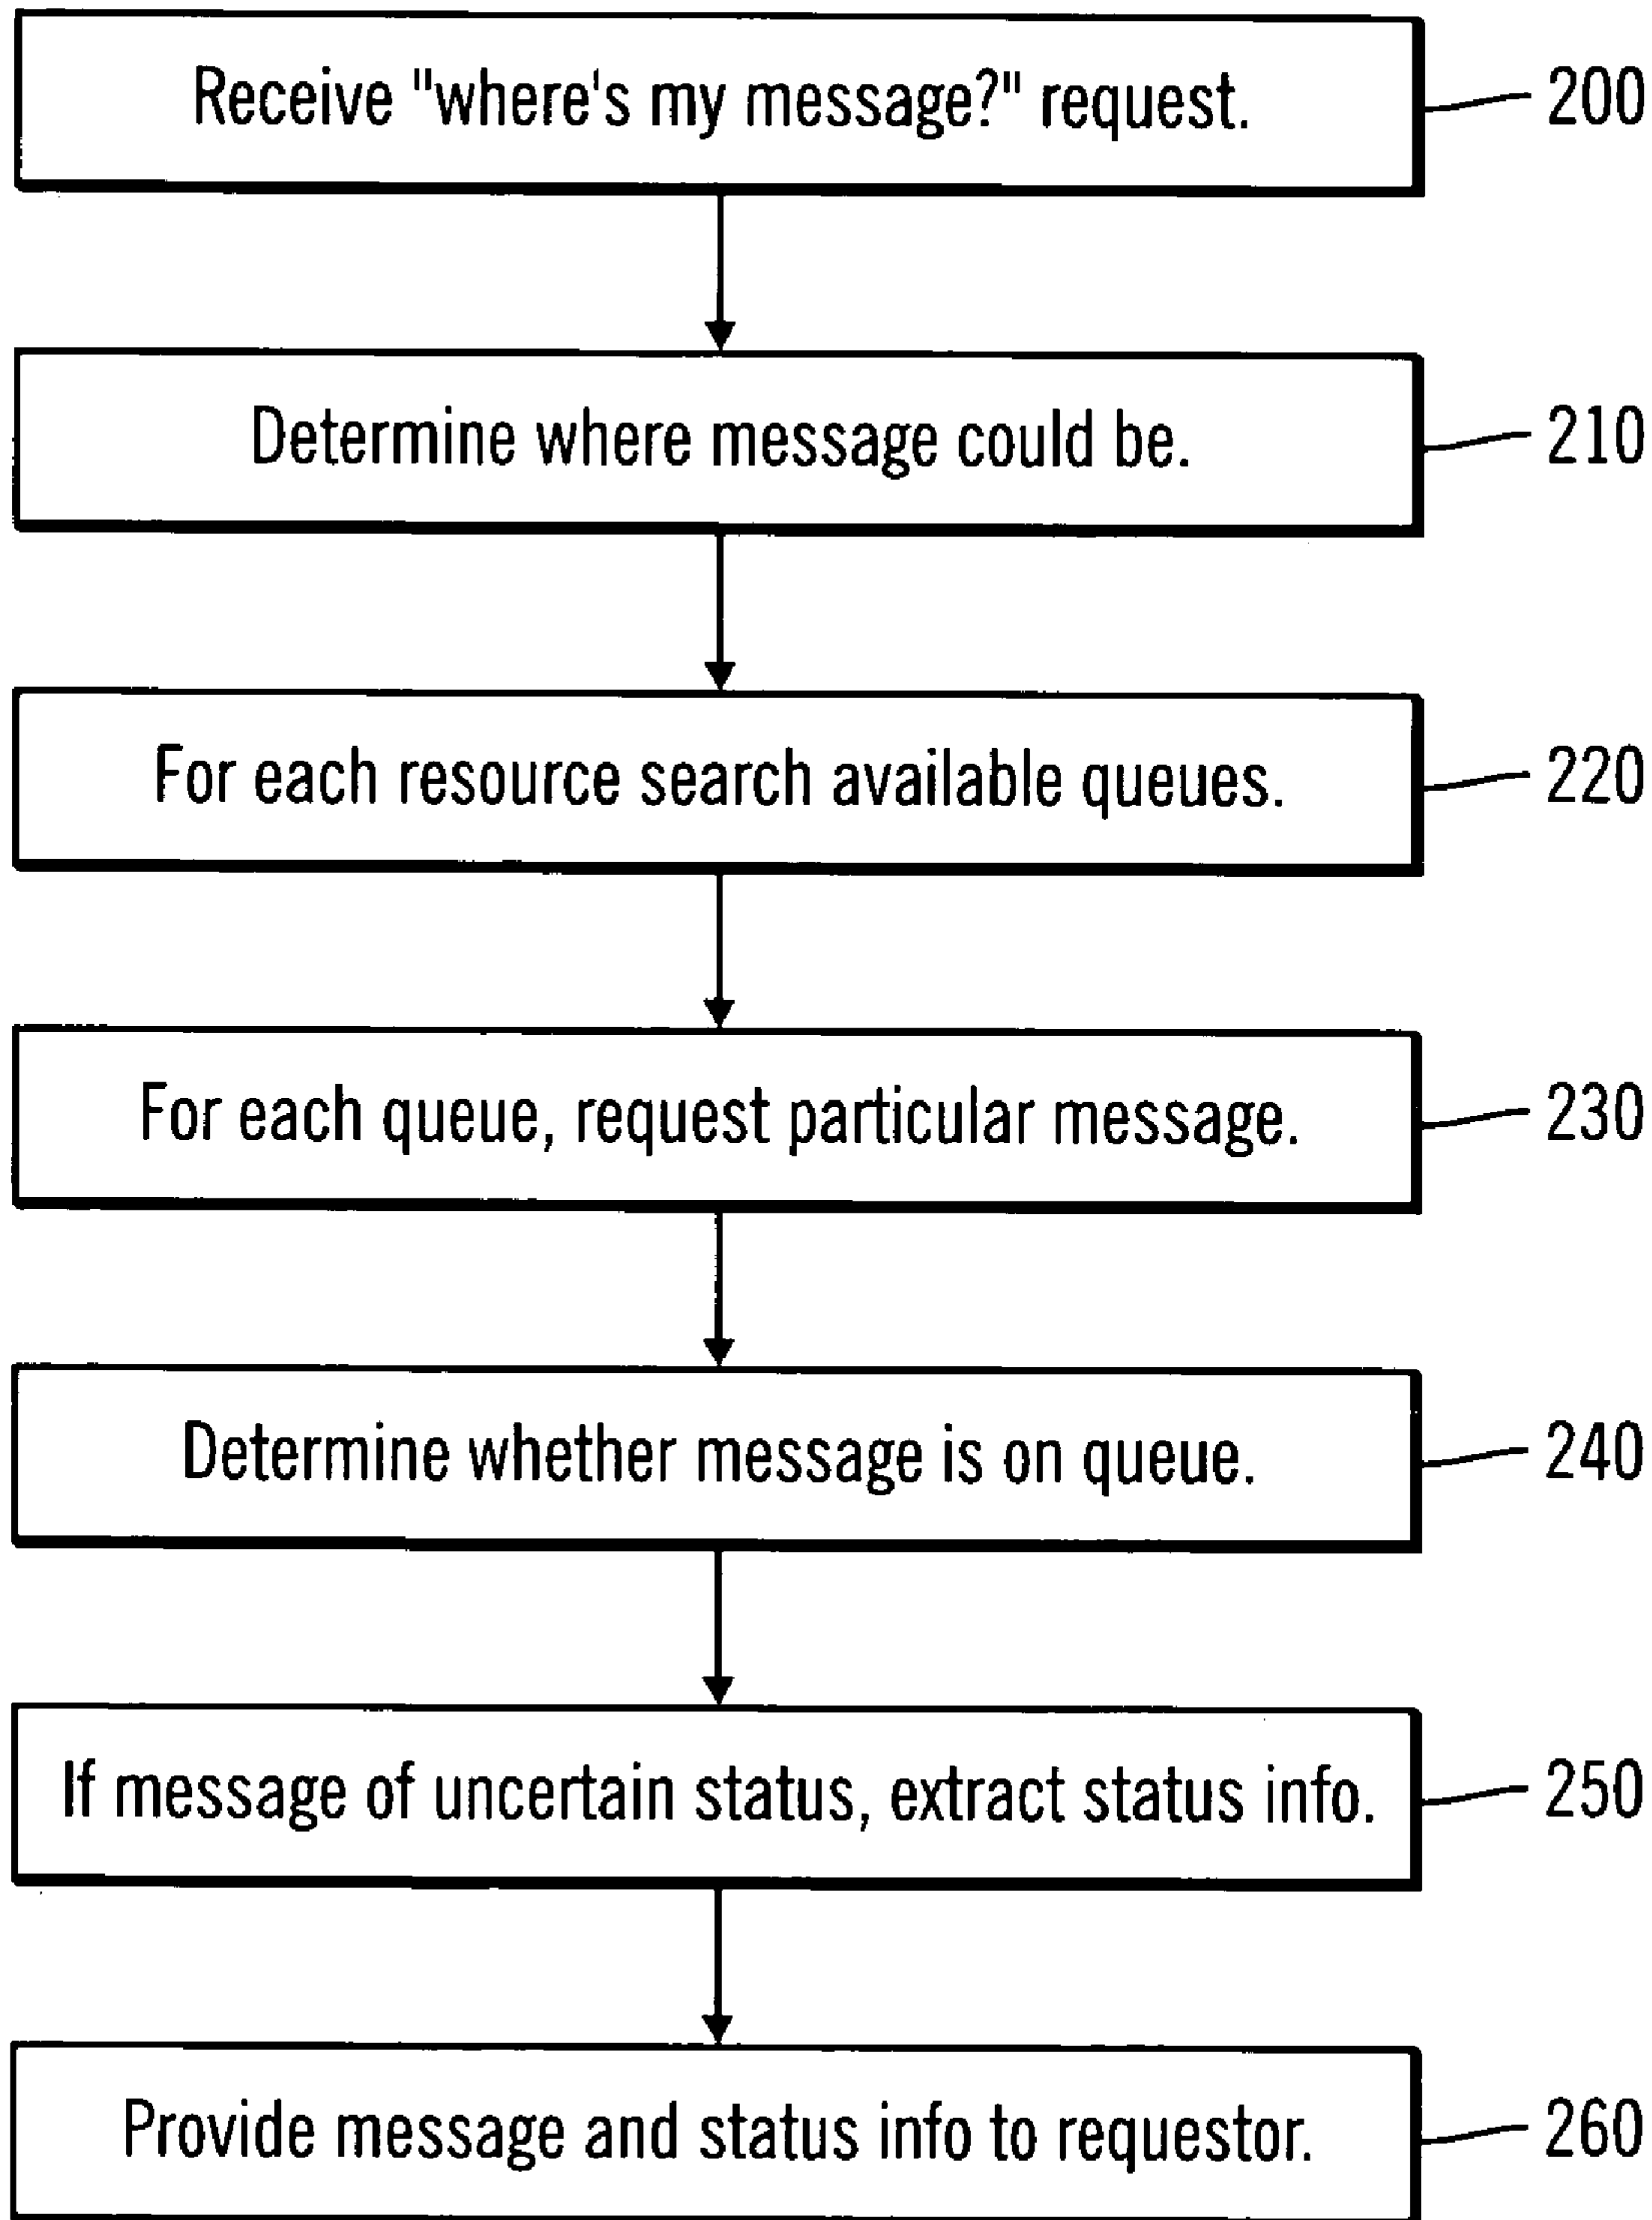 Receive "where's my message?" request.
200
Determine where message could be.
210
For each resource search available queues.
220
For each queue, request particular message.
230
Determine whether message is on queue.
240
If message of uncertain status, extract status info.
250
Provide message and status info to requestor.
260